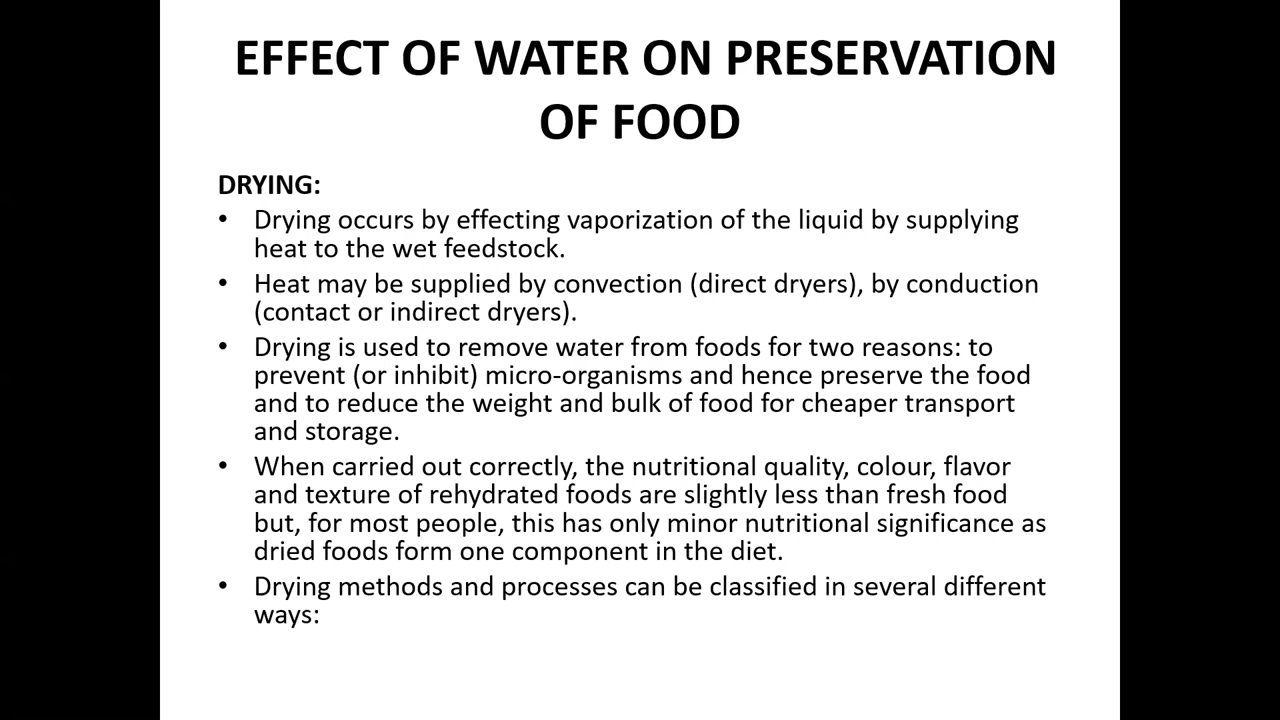 EFFECT OF WATER ON PRESERVATION
OF FOOD
DRYING:
• Drying occurs by effecting vaporization of the liquid by supplying
heat to the wet feedstock.
• Heat may be supplied by convection (direct dryers), by conduction
(contact or indirect dryers).
• Drying is used to remove water from foods for two reasons: to
prevent (or inhibit) micro-organisms and hence preserve the food
and to reduce the weight and bulk of food for cheaper transport
and storage.
• When carried out correctly, the nutritional quality, colour, flavor
and texture of rehydrated foods are slightly less than fresh food
but, for most people, this has only minor nutritional significance as
dried foods form one component in the diet.
• Drying methods and processes can be classified in several different
ways: